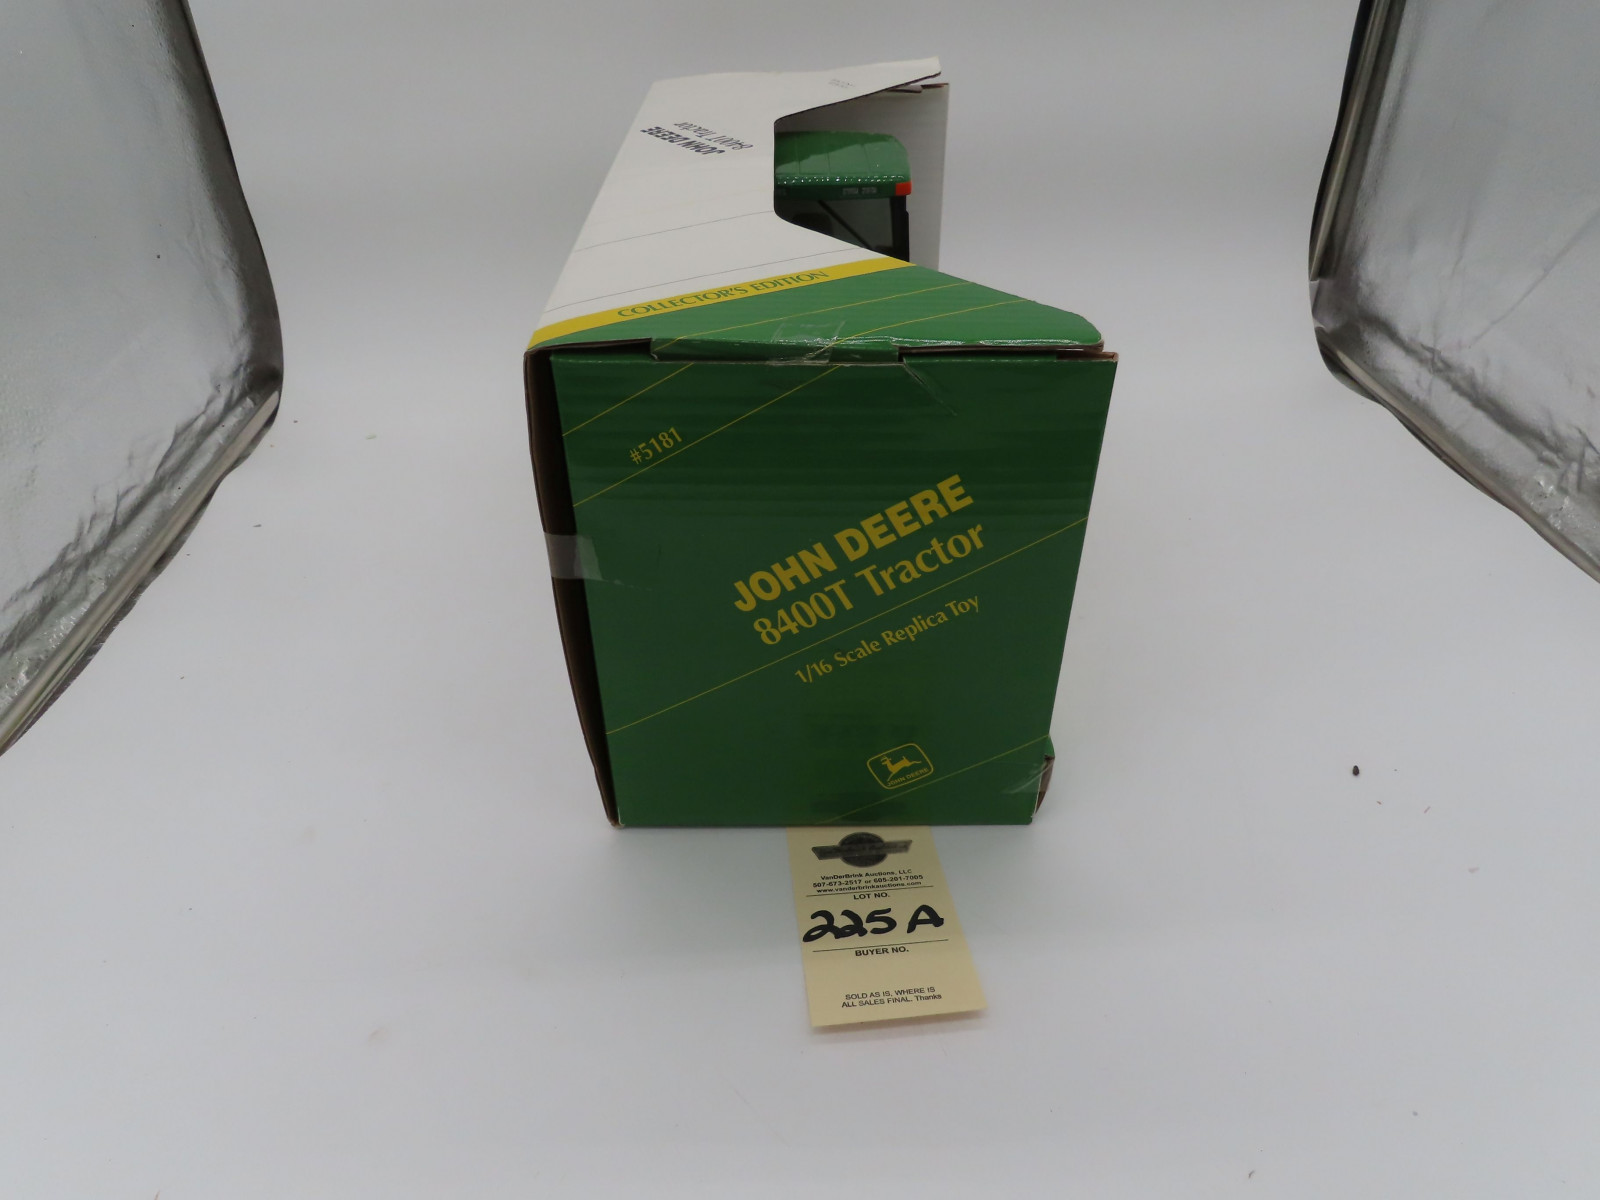 JOHN DEERE
8400T Tractor
COLLECTOR'S EDITION
#5181
JOHN DEERE
8400T Tractor
1/16 Scale Replica Toy
JOHN DEERE
VanDerBrink Auctions, LLC
507-673-2517 or 605-201-7005
www.vanderbrinkauctions.com
LOT NO.
225A
BUYER NO.
SOLD AS IS, WHERE IS
ALL SALES FINAL. Thanks